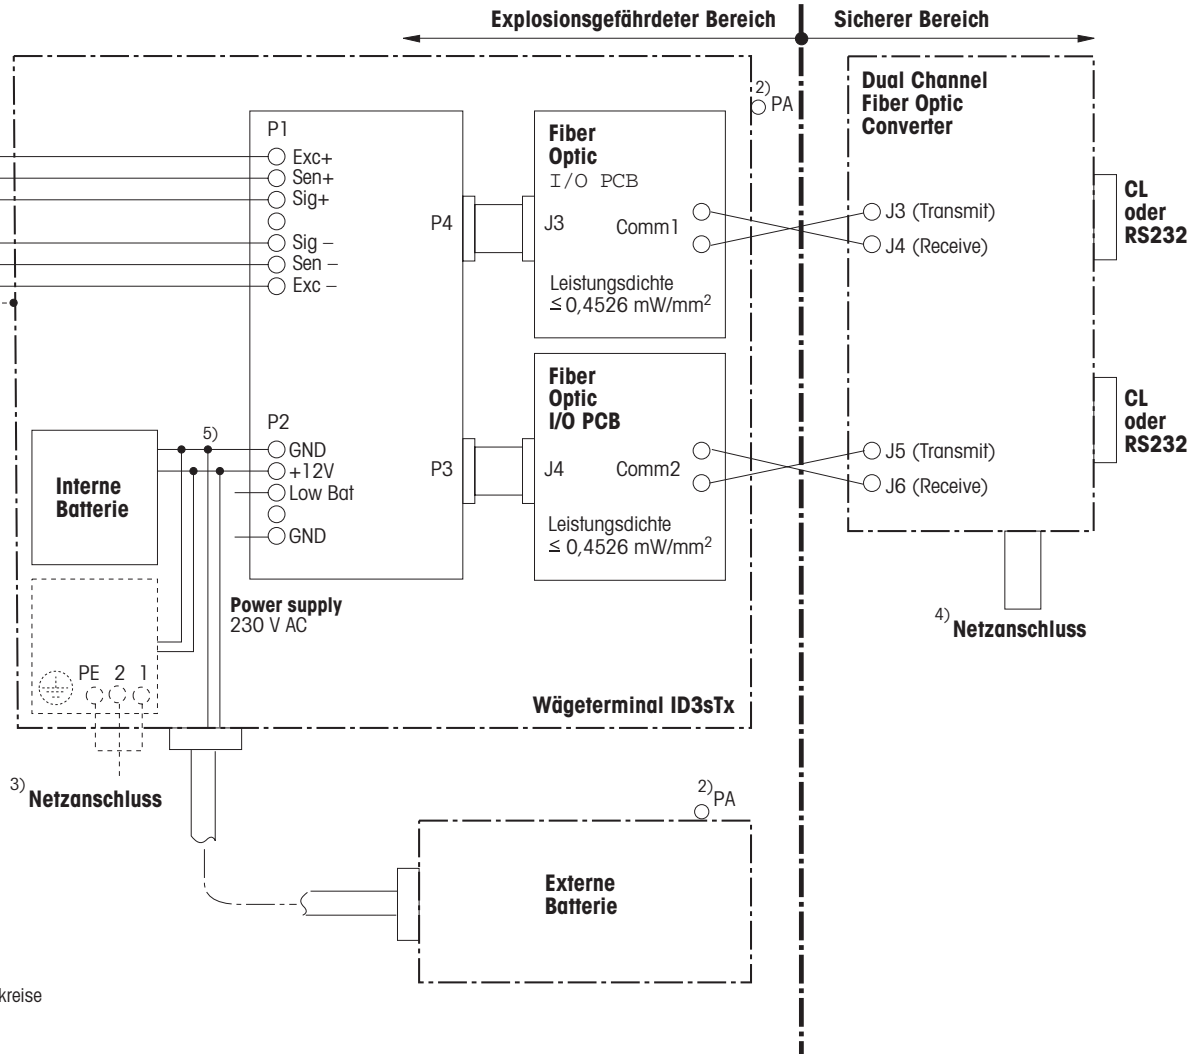 Explosionsgefährdeter Bereich
Sicherer Bereich
2)
PA
Dual Channel
Fiber Optic
Converter
P1
Exc+
Sen+
Sig+
Sig –
Sen –
Exc –
P4
Fiber
Optic
I/O PCB
J3
Comm1
Leistungsdichte
≤ 0,4526 mW/mm²
J3 (Transmit)
J4 (Receive)
CL
oder
RS232
P2
5)
GND
+12V
Low Bat
GND
P3
Fiber
Optic
I/O PCB
J4
Comm2
Leistungsdichte
≤ 0,4526 mW/mm²
J5 (Transmit)
J6 (Receive)
CL
oder
RS232
Interne
Batterie
Power supply
230 V AC
PE 2 1
4) Netzanschluss
Wägeterminal ID3sTx
3) Netzanschluss
2) PA
Externe
Batterie
kreise